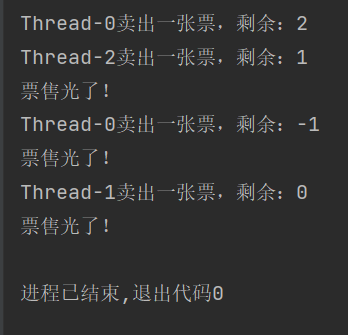 Thread-0卖出一张票，剩余：2
Thread-2卖出一张票，剩余：1
票售光了！
Thread-0卖出一张票，剩余：-1
票售光了！
Thread-1卖出一张票，剩余：0
票售光了！
进程已结束,退出代码0